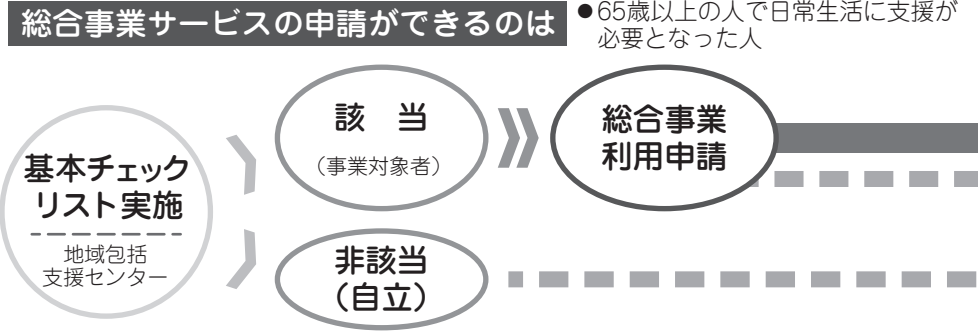 総合事業サービスの申請ができるのは
●65歳以上の人で日常生活に支援が
必要となった人
基本チェック
リスト実施
地域包括
支援センター
該 当
（事業対象者）
総合事業
利用申請
非該当
（自立）